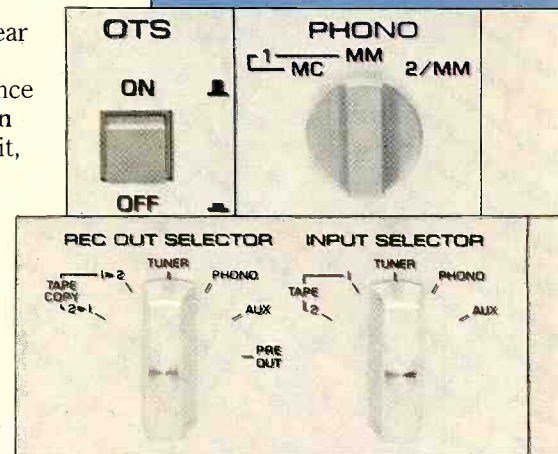 ear
nce
n
it,
OTS
ON
OFF
PHONO
1 MM
MC
2/MM
REC OUT SELECTOR
TUNER
1►2
PHONO
TAPE
COPY
2►1
AUX
PRE
OUT
INPUT SELECTOR
TUNER
1
PHONO
TAPE
2
AUX